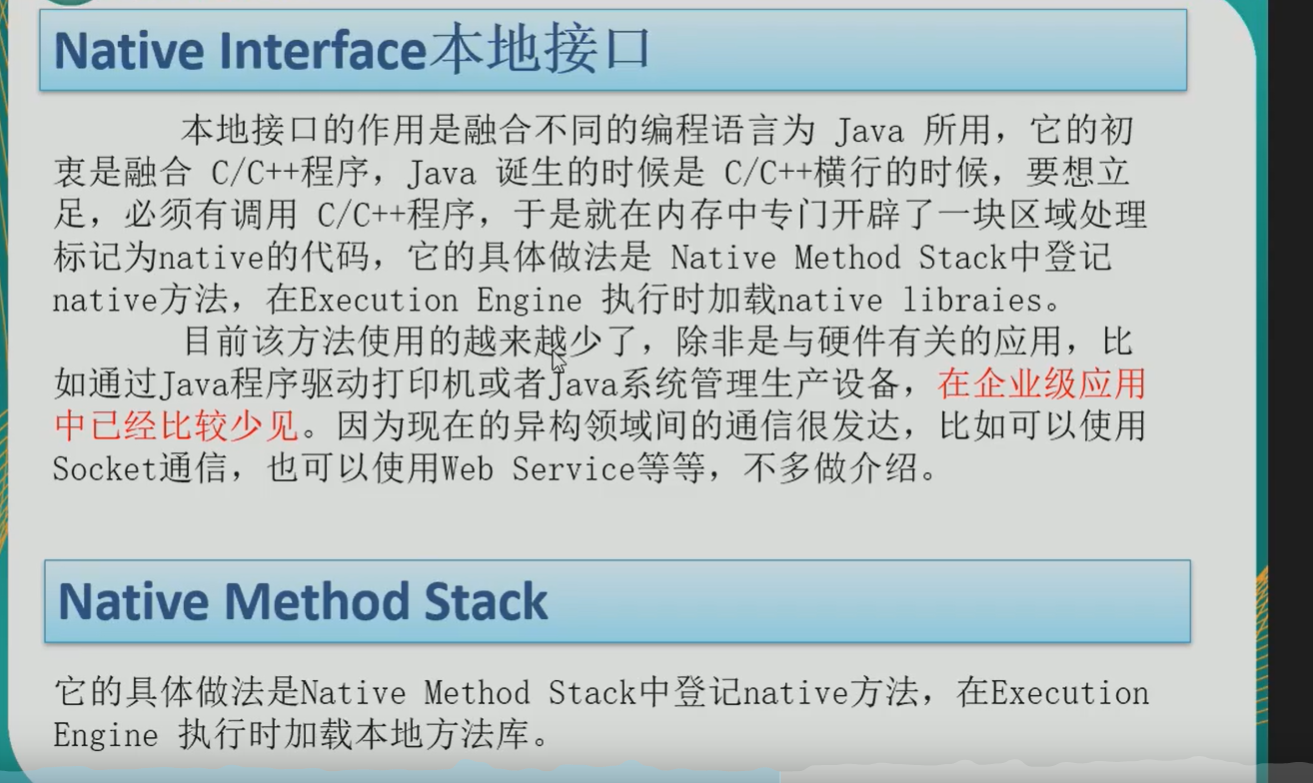 Native Interface本地接口
本地接口的作用是融合不同的编程语言为 Java 所用，它的初
衷是融合 C/C++程序，Java 诞生的时候是 C/C++横行的时候，要想立
足，必须有调用 C/C++程序，于是就在内存中专门开辟了一块区域处理
标记为native的代码，它的具体做法是 Native Method Stack中登记
native方法，在Execution Engine 执行时加载native libraies。
目前该方法使用的越来越少了，除非是与硬件有关的应用，比
如通过Java程序驱动打印机或者Java系统管理生产设备，在企业级应用
中已经比较少见。因为现在的异构领域间的通信很发达，比如可以使用
Socket通信，也可以使用Web Service等等，不多做介绍。
Native Method Stack
它的具体做法是Native Method Stack中登记native方法，在Execution
Engine 执行时加载本地方法库。